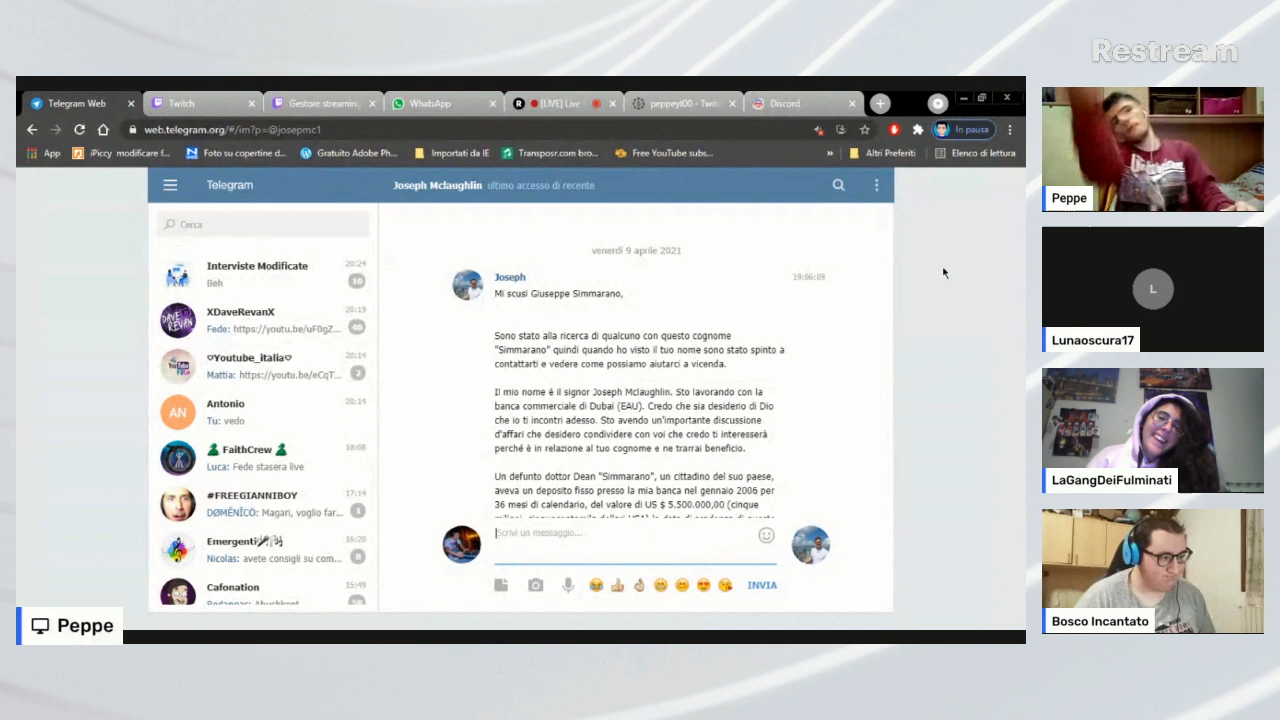 Restream
Telegram Web
Twitch
Gestore streaming
WhatsApp
[LIVE] Live
peppeyt00 - Twit
Discord
web.telegram.org/#/im?p=@josepmc1
In pausa
App
iPiccy modificare f...
Foto su copertine d...
Gratuito Adobe Ph...
Importati da IE
Transposr.com bro...
Free YouTube subs...
»
Altri Preferiti
Elenco di lettura
Telegram
Joseph Mclaughlin ultimo accesso di recente
Cerca
Interviste Modificate 20:24
Beh 10
XDaveRevanX 20:19
Fede: https://youtu.be/uF0gZ... 40
♡Youtube_italia♡ 20:14
Mattia: https://youtu.be/eCqT... 2
AN
Antonio 20:14
Tu: vedo
FaithCrew 18:08
Luca: Fede stasera live
#FREEGIANNIBOY 17:14
DØMËNÎCÖ: Magari, voglio far... 1
Emergenti 16:20
Nicolas: avete consigli su com... 8
Cafonation 15:49
DAVE REVAN
venerdì 9 aprile 2021
Joseph 19:06:09
Mi scusi Giuseppe Simmarano,
Sono stato alla ricerca di qualcuno con questo cognome
"Simmarano" quindi quando ho visto il tuo nome sono stato spinto a
contattarti e vedere come possiamo aiutarci a vicenda.
Il mio nome è il signor Joseph Mclaughlin. Sto lavorando con la
banca commerciale di Dubai (EAU). Credo che sia desiderio di Dio
che io ti incontri adesso. Sto avendo un'importante discussione
d'affari che desidero condividere con voi che credo ti interesserà
perché è in relazione al tuo cognome e ne trarrai beneficio.
Un defunto dottor Dean "Simmarano", un cittadino del suo paese,
aveva un deposito fisso presso la mia banca nel gennaio 2006 per
36 mesi di calendario, del valore di US $ 5.500.000,00 (cinque
Scrivi un messaggio...
INVIA
Peppe
Peppe
L
Lunaoscura17
LaGangDeiFulminati
Bosco Incantato